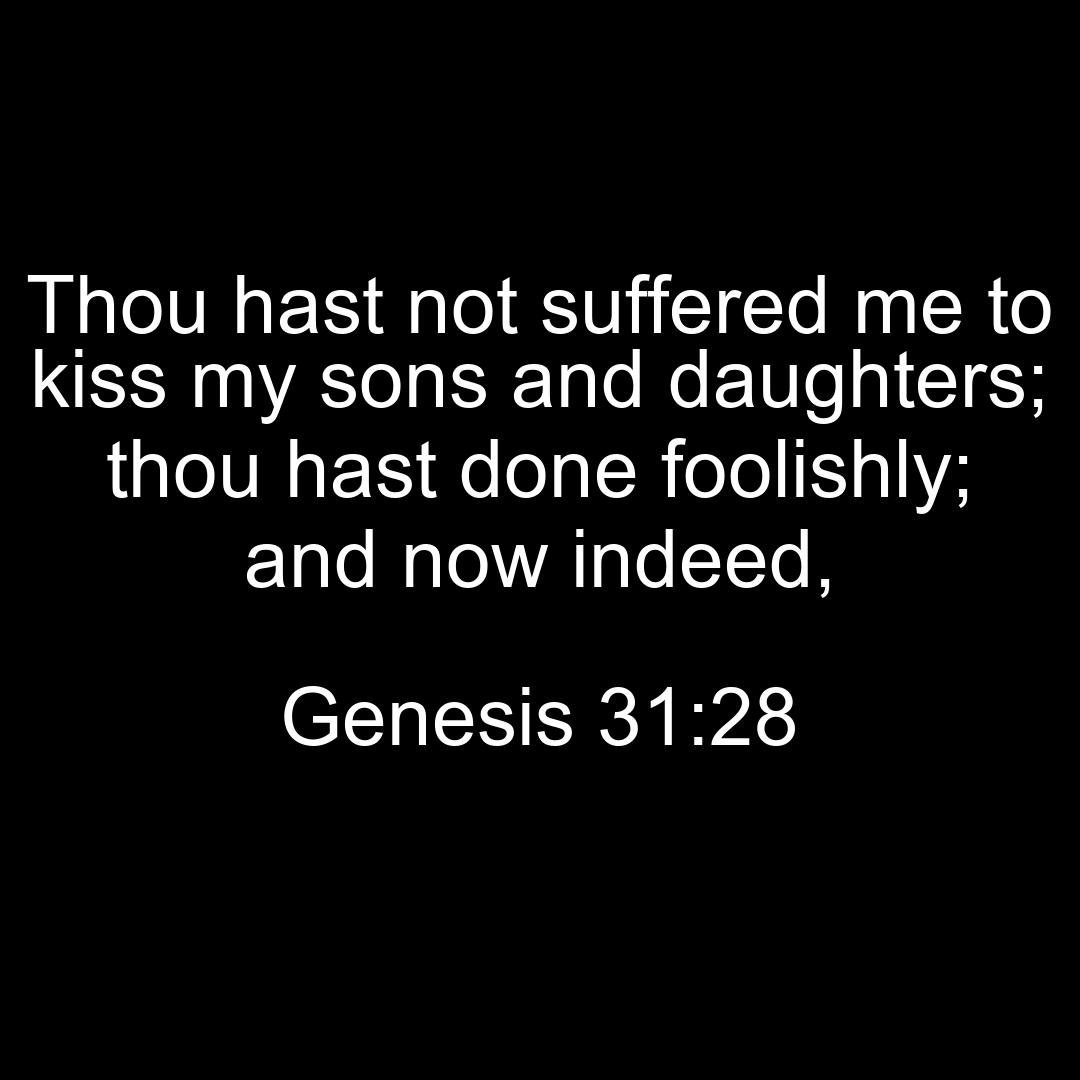 Thou hast not suffered me to
kiss my sons and daughters;
thou hast done foolishly;
and now indeed,
Genesis 31:28